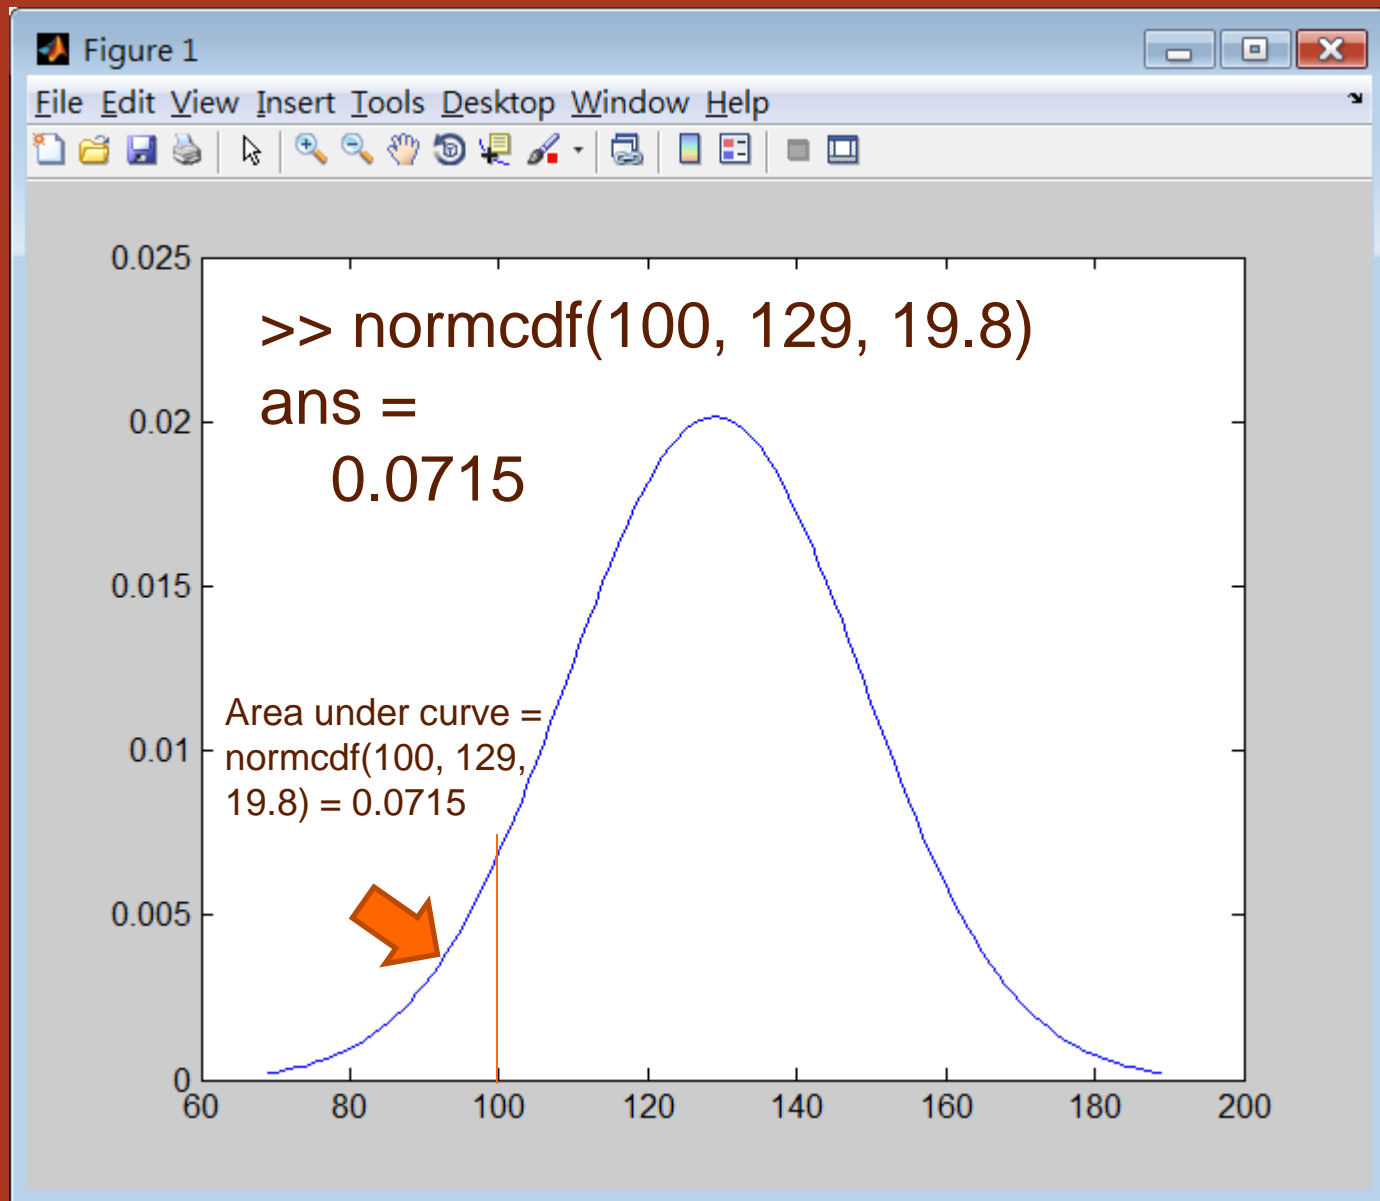 Figure 1
File Edit View Insert Tools Desktop Window Help
0.025
>> normcdf(100, 129, 19.8)
ans =
0.02
0.0715
0.015
Area under curve =
0.01
normcdf(100, 129,
19.8) = 0.0715
0.005
0
60 80 100 120 140 160 180 200